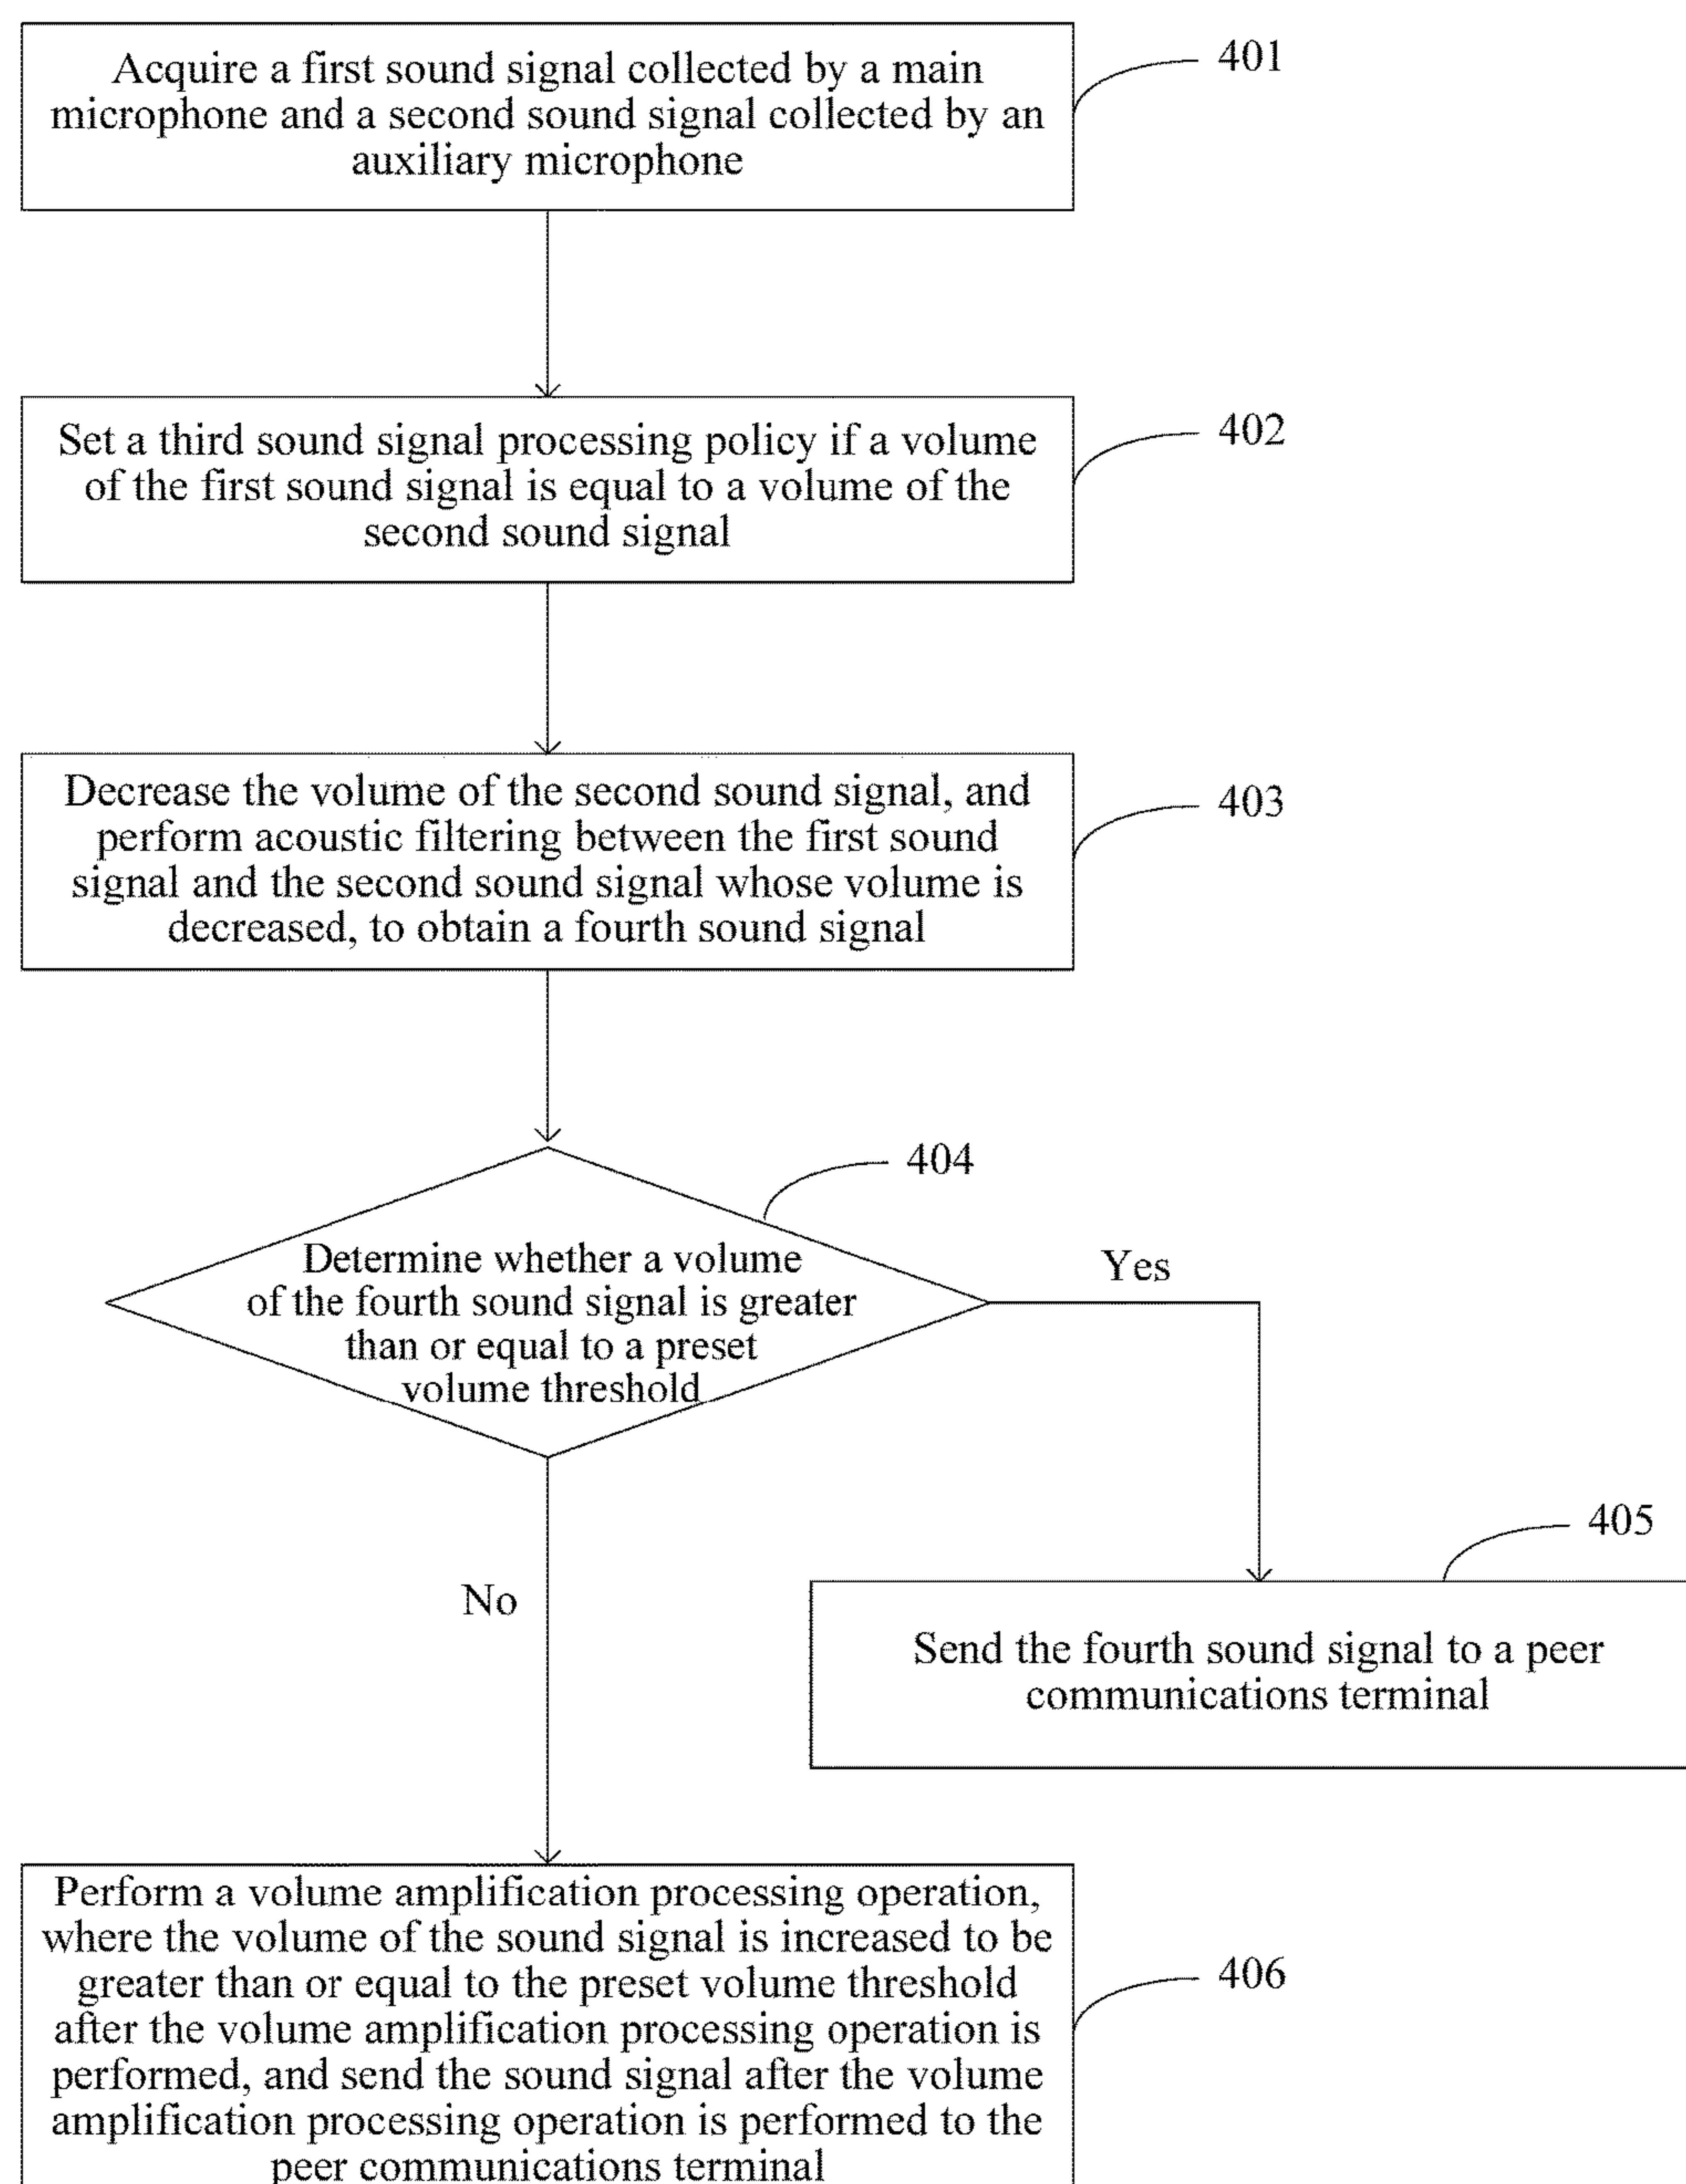 Acquire a first sound signal collected by a main
microphone and a second sound signal collected by an
auxiliary microphone
401
Set a third sound signal processing policy if a volume
of the first sound signal is equal to a volume of the
second sound signal
402
Decrease the volume of the second sound signal, and
perform acoustic filtering between the first sound
signal and the second sound signal whose volume is
decreased, to obtain a fourth sound signal
403
404
Determine whether a volume
of the fourth sound signal is greater
than or equal to a preset
volume threshold
Yes
No
405
Send the fourth sound signal to a peer
communications terminal
Perform a volume amplification processing operation,
where the volume of the sound signal is increased to be
greater than or equal to the preset volume threshold
after the volume amplification processing operation is
performed, and send the sound signal after the volume
amplification processing operation is performed to the
peer communications terminal
406